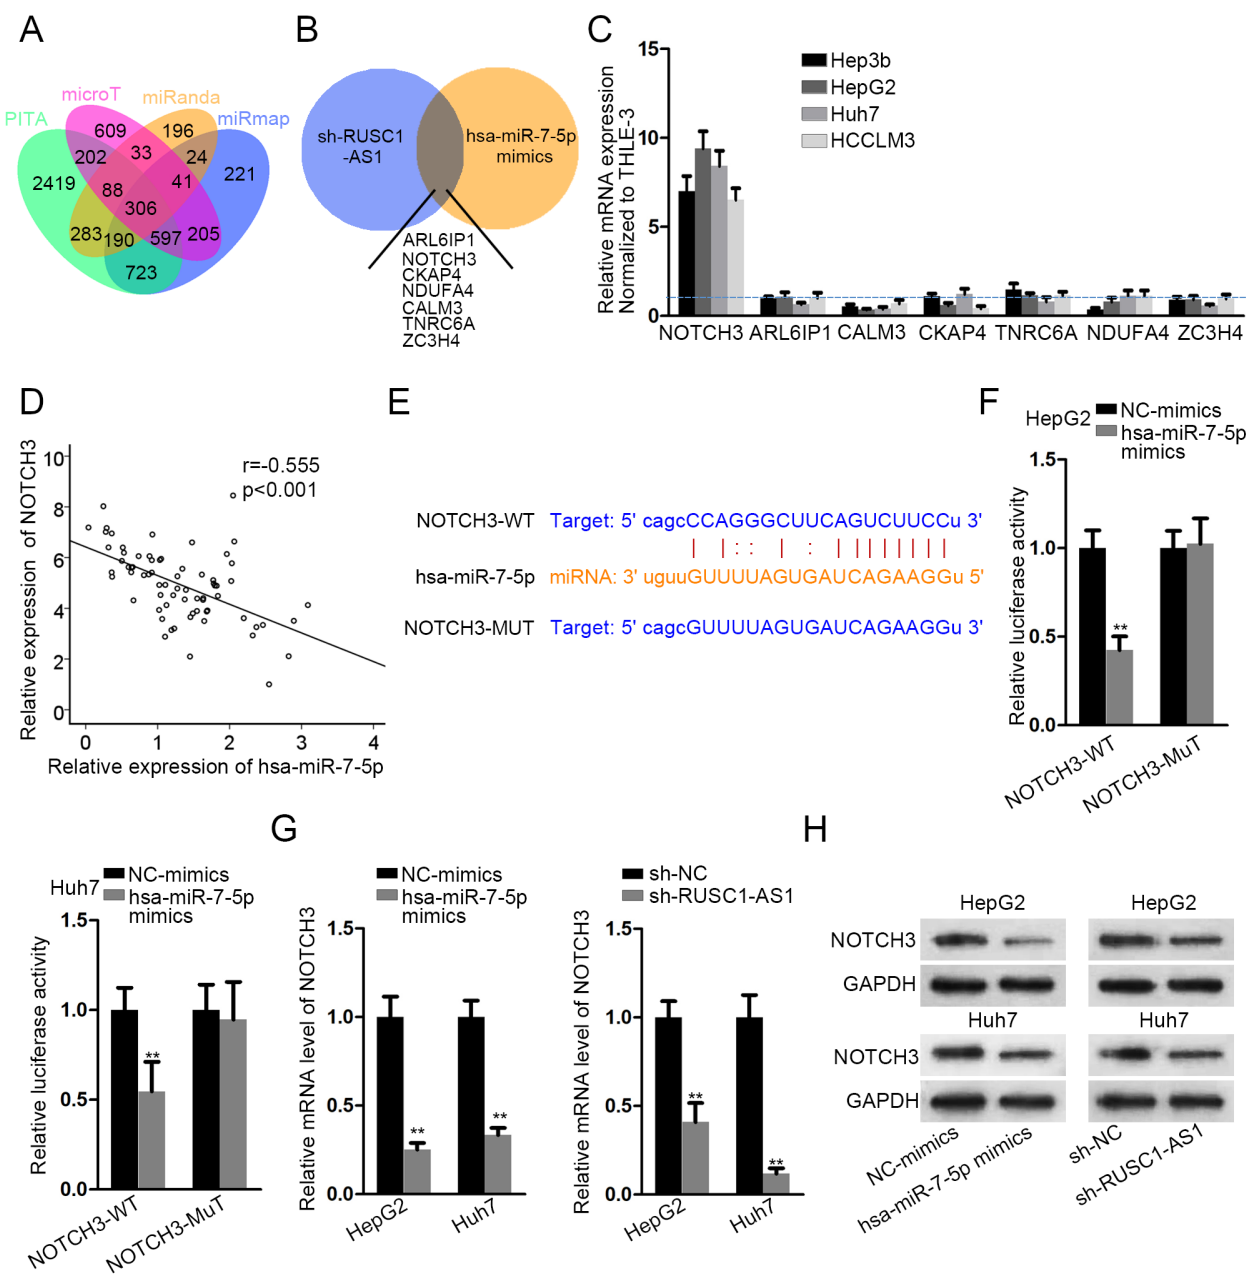 A
microT
miRanda
PITA
miRmap
609
196
202
33
24
2419
88
41
221
306
283
190
597
205
723
B
sh-RUSC1
-AS1
hsa-miR-7-5p
mimics
ARL6IP1
NOTCH3
CKAP4
NDUFA4
CALM3
TNRC6A
ZC3H4
C
Relative mRNA expression
Normalized to THLE-3
15
10
5
0
Hep3b
HepG2
Huh7
HCCLM3
NOTCH3 ARL6IP1 CALM3 CKAP4 TNRC6A NDUFA4 ZC3H4
D
Relative expression of NOTCH3
10
8
6
4
2
0
r=-0.555
p<0.001
0 1 2 3 4
Relative expression of hsa-miR-7-5p
E
NOTCH3-WT Target: 5' cagcCCAGGGCUUCAGUCUUCCu 3'
| | : : | : | | | | | | | |
hsa-miR-7-5p miRNA: 3' uguuGUUUUAGUGAUCAGAAGGu 5'
NOTCH3-MUT Target: 5' cagcGUUUUAGUGAUCAGAAGGu 3'
F
HepG2
NC-mimics
hsa-miR-7-5p
mimics
Relative luciferase activity
1.5
1.0
0.5
0.0
**
NOTCH3-WT
NOTCH3-MuT
Huh7
NC-mimics
hsa-miR-7-5p
mimics
Relative luciferase activity
1.5
1.0
0.5
0.0
**
NOTCH3-WT
NOTCH3-MuT
G
NC-mimics
hsa-miR-7-5p
mimics
Relative mRNA level of NOTCH3
1.5
1.0
0.5
0.0
**
**
HepG2
Huh7
sh-NC
sh-RUSC1-AS1
Relative mRNA level of NOTCH3
1.5
1.0
0.5
0.0
**
**
HepG2
Huh7
H
HepG2
HepG2
NOTCH3
GAPDH
Huh7
Huh7
NOTCH3
GAPDH
NC-mimics
hsa-miR-7-5p mimics
sh-NC
sh-RUSC1-AS1